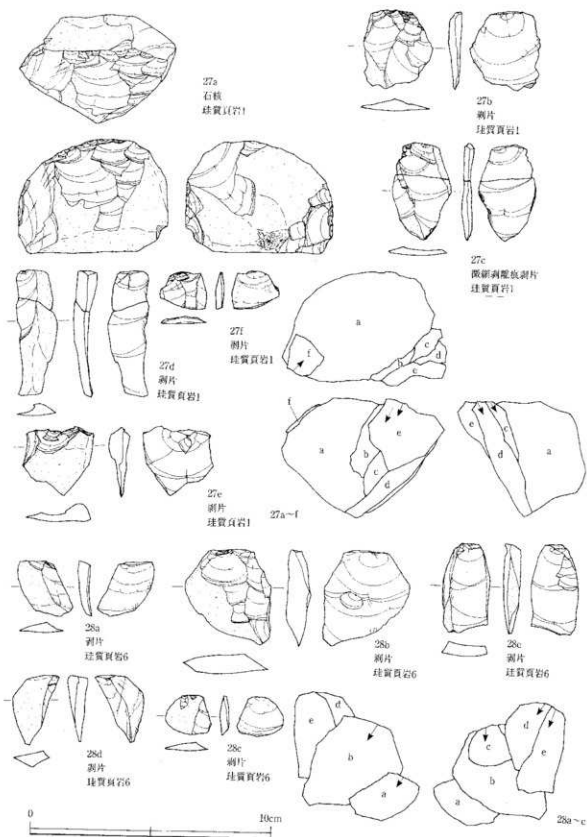 27a
石核
珪質頁岩1
27b
剥片
珪質頁岩1
27c
微細剥離痕剥片
珪質頁岩1
27d
剥片
珪質頁岩1
27f
剥片
珪質頁岩1
a
f
b
c
d
e
27e
剥片
珪質頁岩1
f
a
b
c
d
e
e
d
c
a
27a~f
28a
剥片
珪質頁岩6
28b
剥片
珪質頁岩6
28e
剥片
珪質頁岩6
28d
剥片
珪質頁岩6
28c
剥片
珪質頁岩6
d
e
b
a
d
c
e
b
a
28a~e
0
10cm